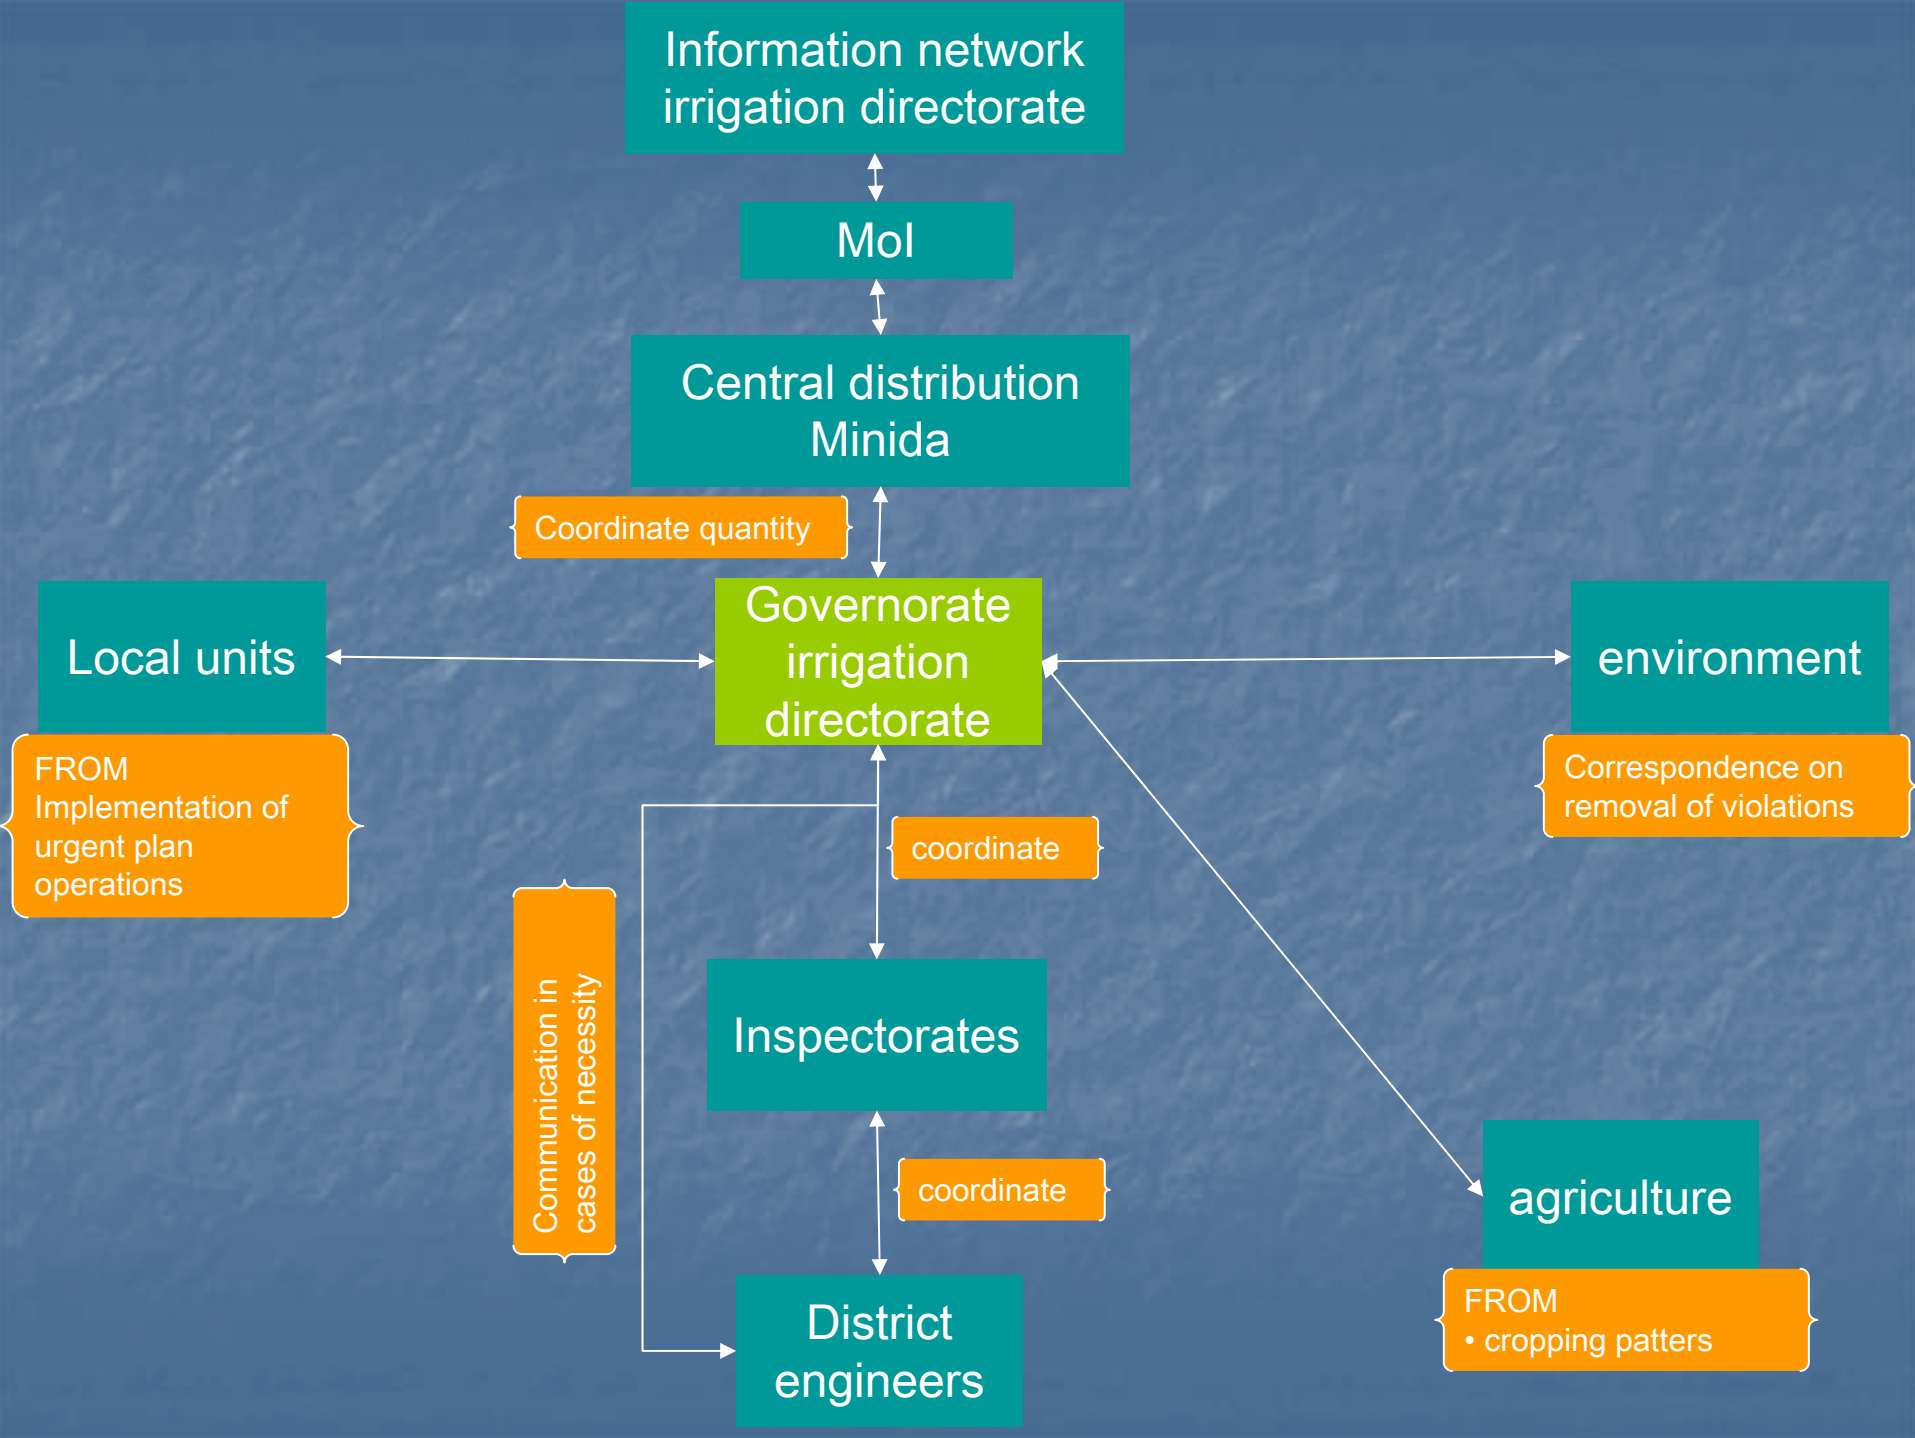 Information network
irrigation directorate
MoI
Central distribution
Minida
Coordinate quantity
Local units
Governorate
irrigation
directorate
environment
FROM
Implementation of
urgent plan
operations
Correspondence on
removal of violations
coordinate
Communication in
cases of necessity
Inspectorates
coordinate
agriculture
FROM
• cropping patters
District
engineers